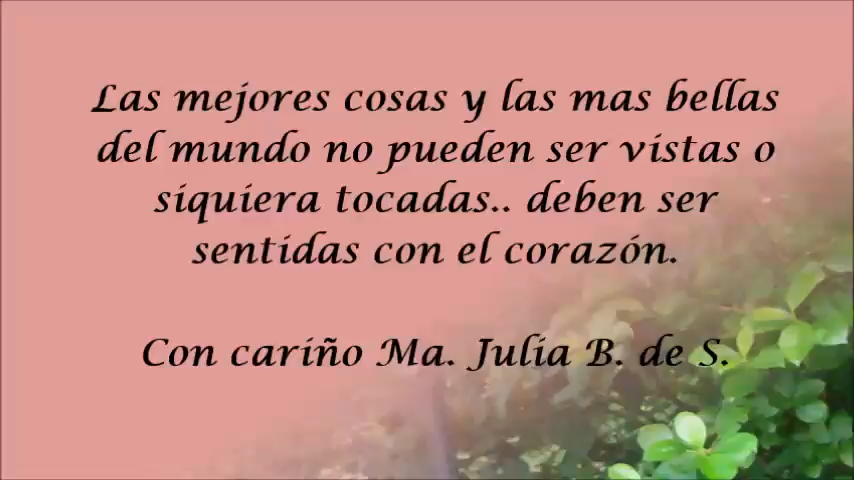 Las mejores cosas y las mas bellas
del mundo no pueden ser vistas o
siquiera tocadas.. deben ser
sentidas con el corazón.
Con cariño Ma. Julia B. de S.